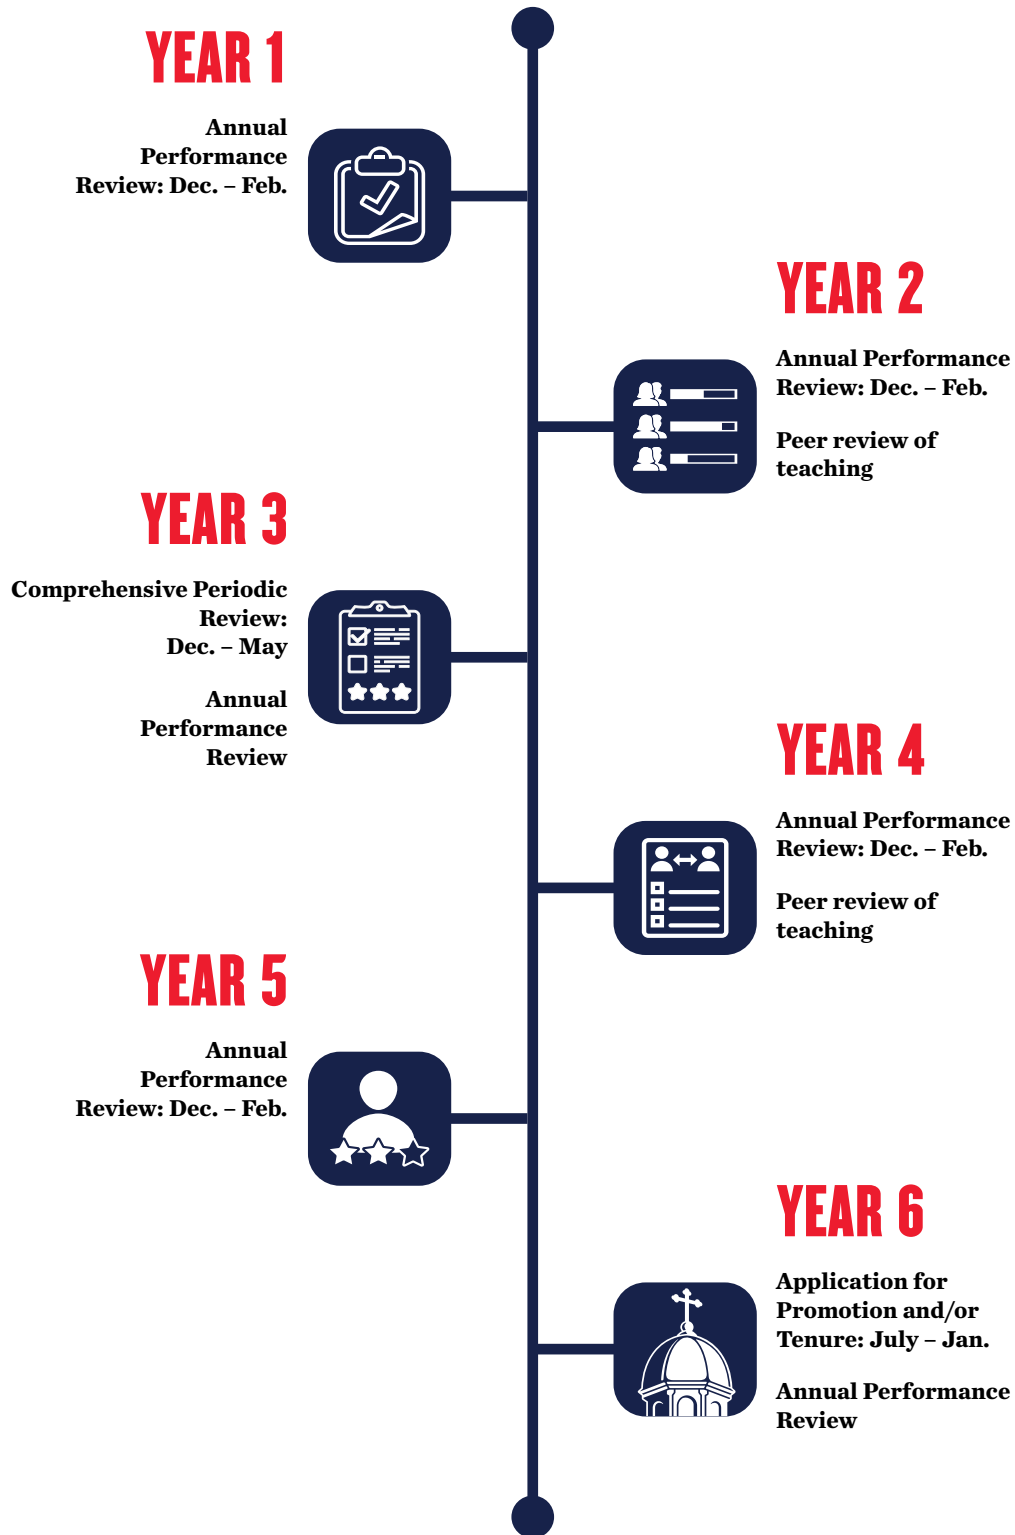 YEAR 1
Annual
Performance
Review: Dec. – Feb.
YEAR 2
Annual Performance
Review: Dec. – Feb.
Peer review of
teaching
YEAR 3
Comprehensive Periodic
Review:
Dec. – May
Annual
Performance
Review
YEAR 4
Annual Performance
Review: Dec. – Feb.
Peer review of
teaching
YEAR 5
Annual
Performance
Review: Dec. – Feb.
YEAR 6
Application for
Promotion and/or
Tenure: July – Jan.
Annual Performance
Review